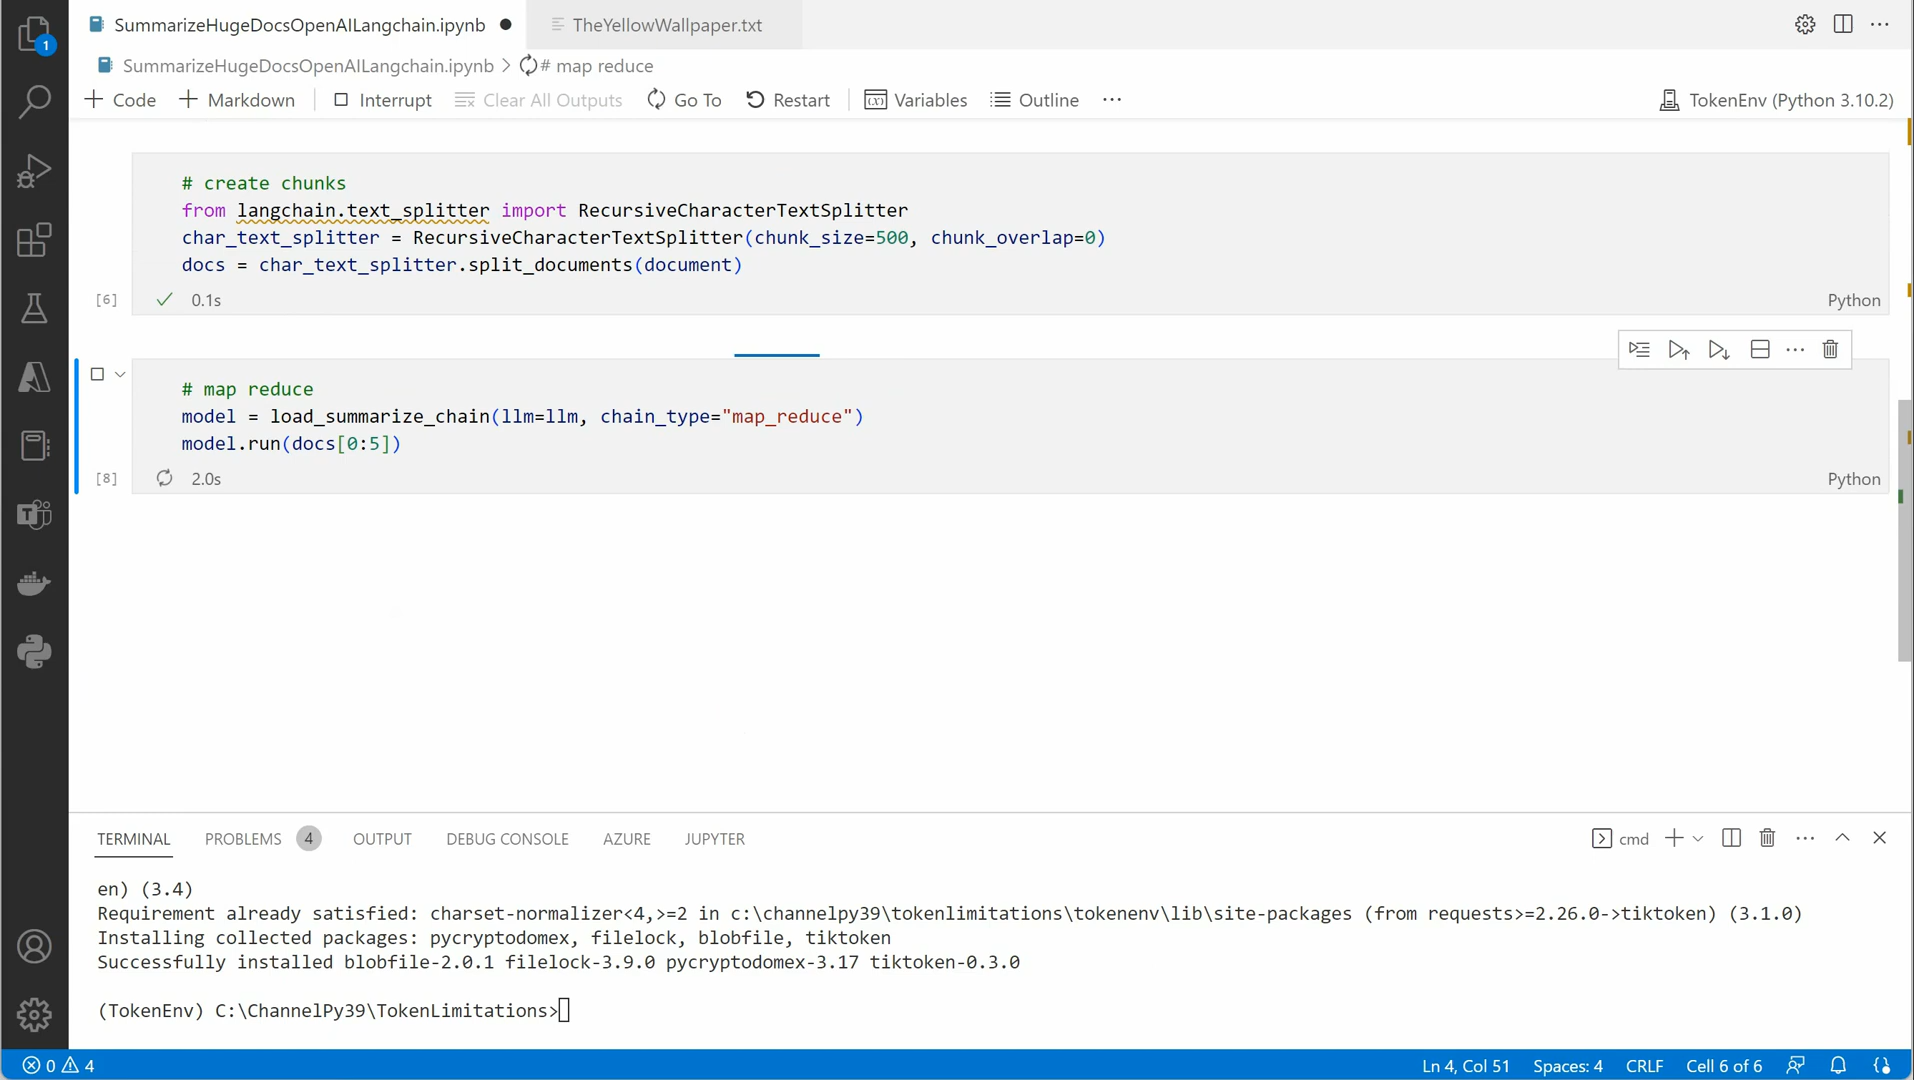 SummarizeHugeDocsOpenAILangchain.ipynb
TheYellowWallpaper.txt
SummarizeHugeDocsOpenAILangchain.ipynb > # map reduce
Code Markdown Interrupt Clear All Outputs Go To Restart Variables Outline ···
TokenEnv (Python 3.10.2)
# create chunks
from langchain.text_splitter import RecursiveCharacterTextSplitter
char_text_splitter = RecursiveCharacterTextSplitter(chunk_size=500, chunk_overlap=0)
docs = char_text_splitter.split_documents(document)
[6] 0.1s Python
# map reduce
model = load_summarize_chain(llm=llm, chain_type="map_reduce")
model.run(docs[0:5])
[8] 2.0s Python
TERMINAL PROBLEMS 4 OUTPUT DEBUG CONSOLE AZURE JUPYTER
cmd
en) (3.4)
Requirement already satisfied: charset-normalizer<4,>=2 in c:\channelpy39\tokenlimitations\tokenenv\lib\site-packages (from requests>=2.26.0->tiktoken) (3.1.0)
Installing collected packages: pycryptodomex, filelock, blobfile, tiktoken
Successfully installed blobfile-2.0.1 filelock-3.9.0 pycryptodomex-3.17 tiktoken-0.3.0
(TokenEnv) C:\ChannelPy39\TokenLimitations>
0 4
Ln 4, Col 51 Spaces: 4 CRLF Cell 6 of 6
1